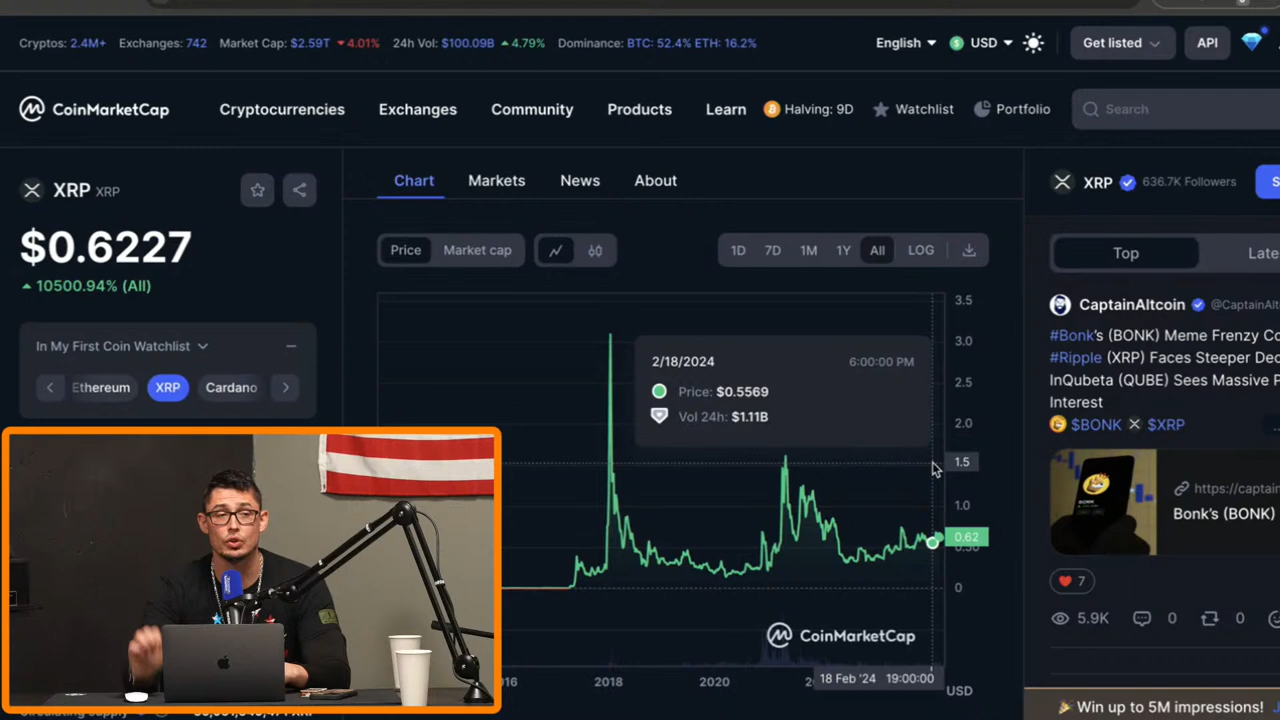 Cryptos: 2.4M+ Exchanges: 742 Market Cap: $2.59T 4.01% 24h Vol: $100.09B 4.79% Dominance: BTC: 52.4% ETH: 16.2%
English USD Get listed API
CoinMarketCap Cryptocurrencies Exchanges Community Products Learn Halving: 9D Watchlist Portfolio Search
XRP XRP
$0.6227
10500.94% (All)
In My First Coin Watchlist
Ethereum XRP Cardano
Chart Markets News About
Price Market cap
1D 7D 1M 1Y All LOG
3.5
3.0
2.5
2.0
1.5
1.0
0.62
0.50
0
2/18/2024 6:00:00 PM
Price: $0.5569
Vol 24h: $1.11B
CoinMarketCap
2018 2020 18 Feb '24 19:00:00
USD
XRP 636.7K Followers
Top
CaptainAltcoin
#Bonk's (BONK) Meme Frenzy
#Ripple (XRP) Faces Steeper
InQubeta (QUBE) Sees Massive
Interest
$BONK $XRP
Bonk's (BONK)
7
5.9K 0 0
Win up to 5M impressions!